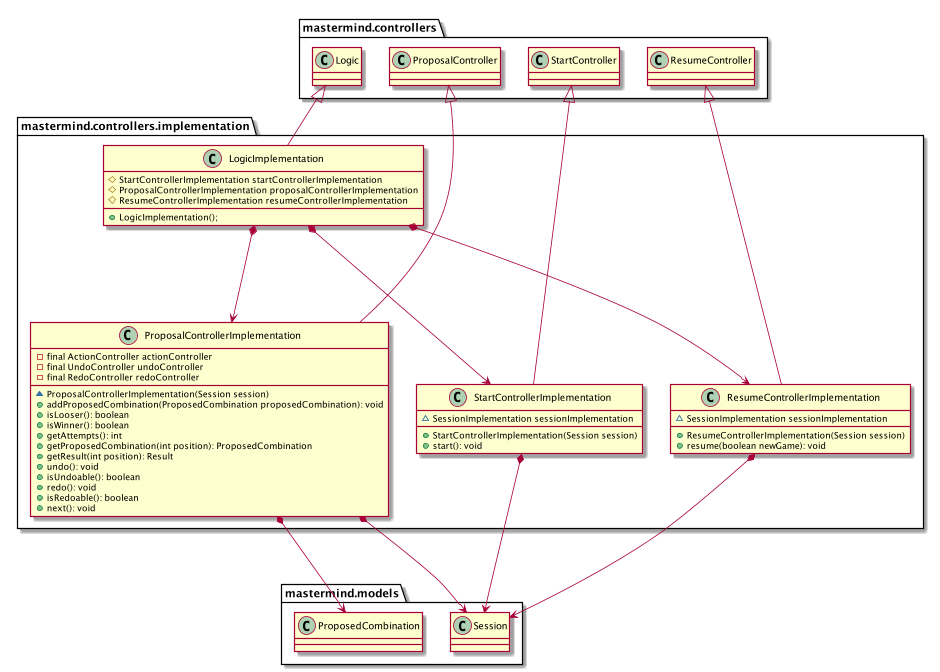 mastermind.controllers
C Logic
C ProposalController
C StartController
C ResumeController
mastermind.controllers.implementation
C LogicImplementation
StartControllerImplementation startControllerImplementation
ProposalControllerImplementation proposalControllerImplementation
ResumeControllerImplementation resumeControllerImplementation
LogicImplementation();
C ProposalControllerImplementation
final ActionController actionController
final UndoController undoController
final RedoController redoController
ProposalControllerImplementation(Session session)
addProposedCombination(ProposedCombination proposedCombination): void
isLooser(): boolean
isWinner(): boolean
getAttempts(): int
getProposedCombination(int position): ProposedCombination
getResult(int position): Result
undo(): void
isUndoable(): boolean
redo(): void
isRedoable(): boolean
next(): void
C StartControllerImplementation
SessionImplementation sessionImplementation
StartControllerImplementation(Session session)
start(): void
C ResumeControllerImplementation
SessionImplementation sessionImplementation
ResumeControllerImplementation(Session session)
resume(boolean newGame): void
mastermind.models
C ProposedCombination
C Session